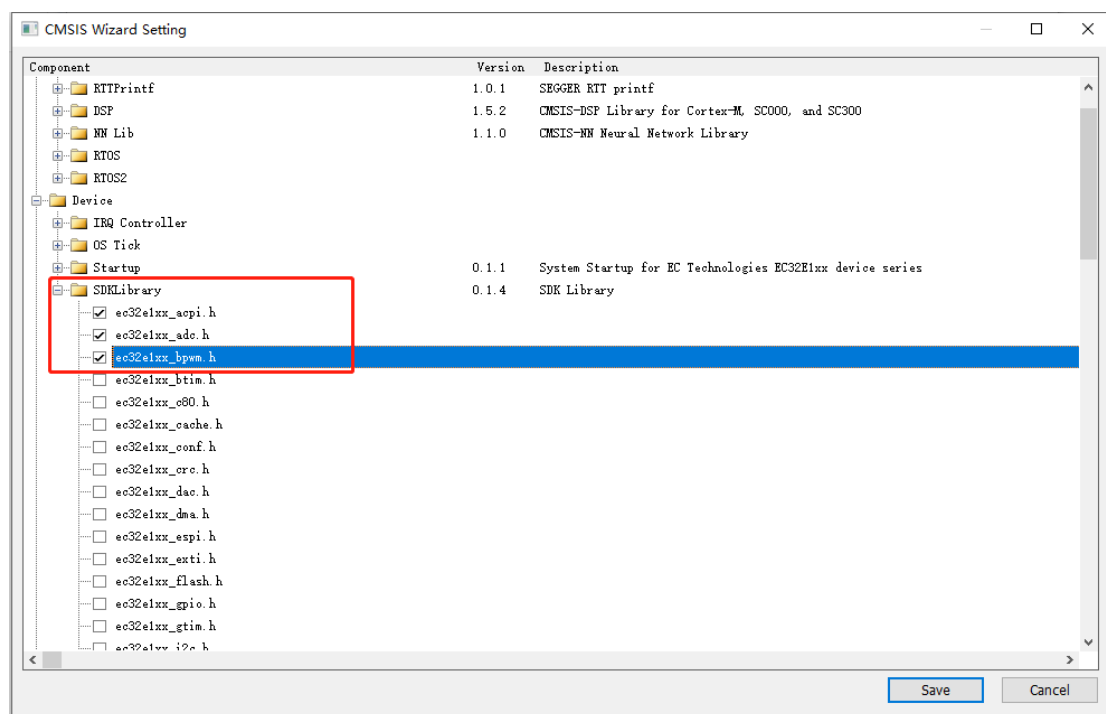 CMSIS Wizard Setting
Component Version Description
RTTPrintf 1.0.1 SEGGER RTT printf
DSP 1.5.2 CMSIS-DSP Library for Cortex-M, SC000, and SC300
NN Lib 1.1.0 CMSIS-NN Neural Network Library
RTOS
RTOS2
Device
IRQ Controller
OS Tick
Startup 0.1.1 System Startup for EC Technologies EC32E1xx device series
SDKLibrary 0.1.4 SDK Library
ec32e1xx_acpi.h
ec32e1xx_adc.h
ec32e1xx_bpwm.h
ec32e1xx_btim.h
ec32e1xx_c80.h
ec32e1xx_cache.h
ec32e1xx_conf.h
ec32e1xx_crc.h
ec32e1xx_dac.h
ec32e1xx_dma.h
ec32e1xx_espi.h
ec32e1xx_exti.h
ec32e1xx_flash.h
ec32e1xx_gpio.h
ec32e1xx_gtim.h
ec32e1xx_i2c.h
Save Cancel